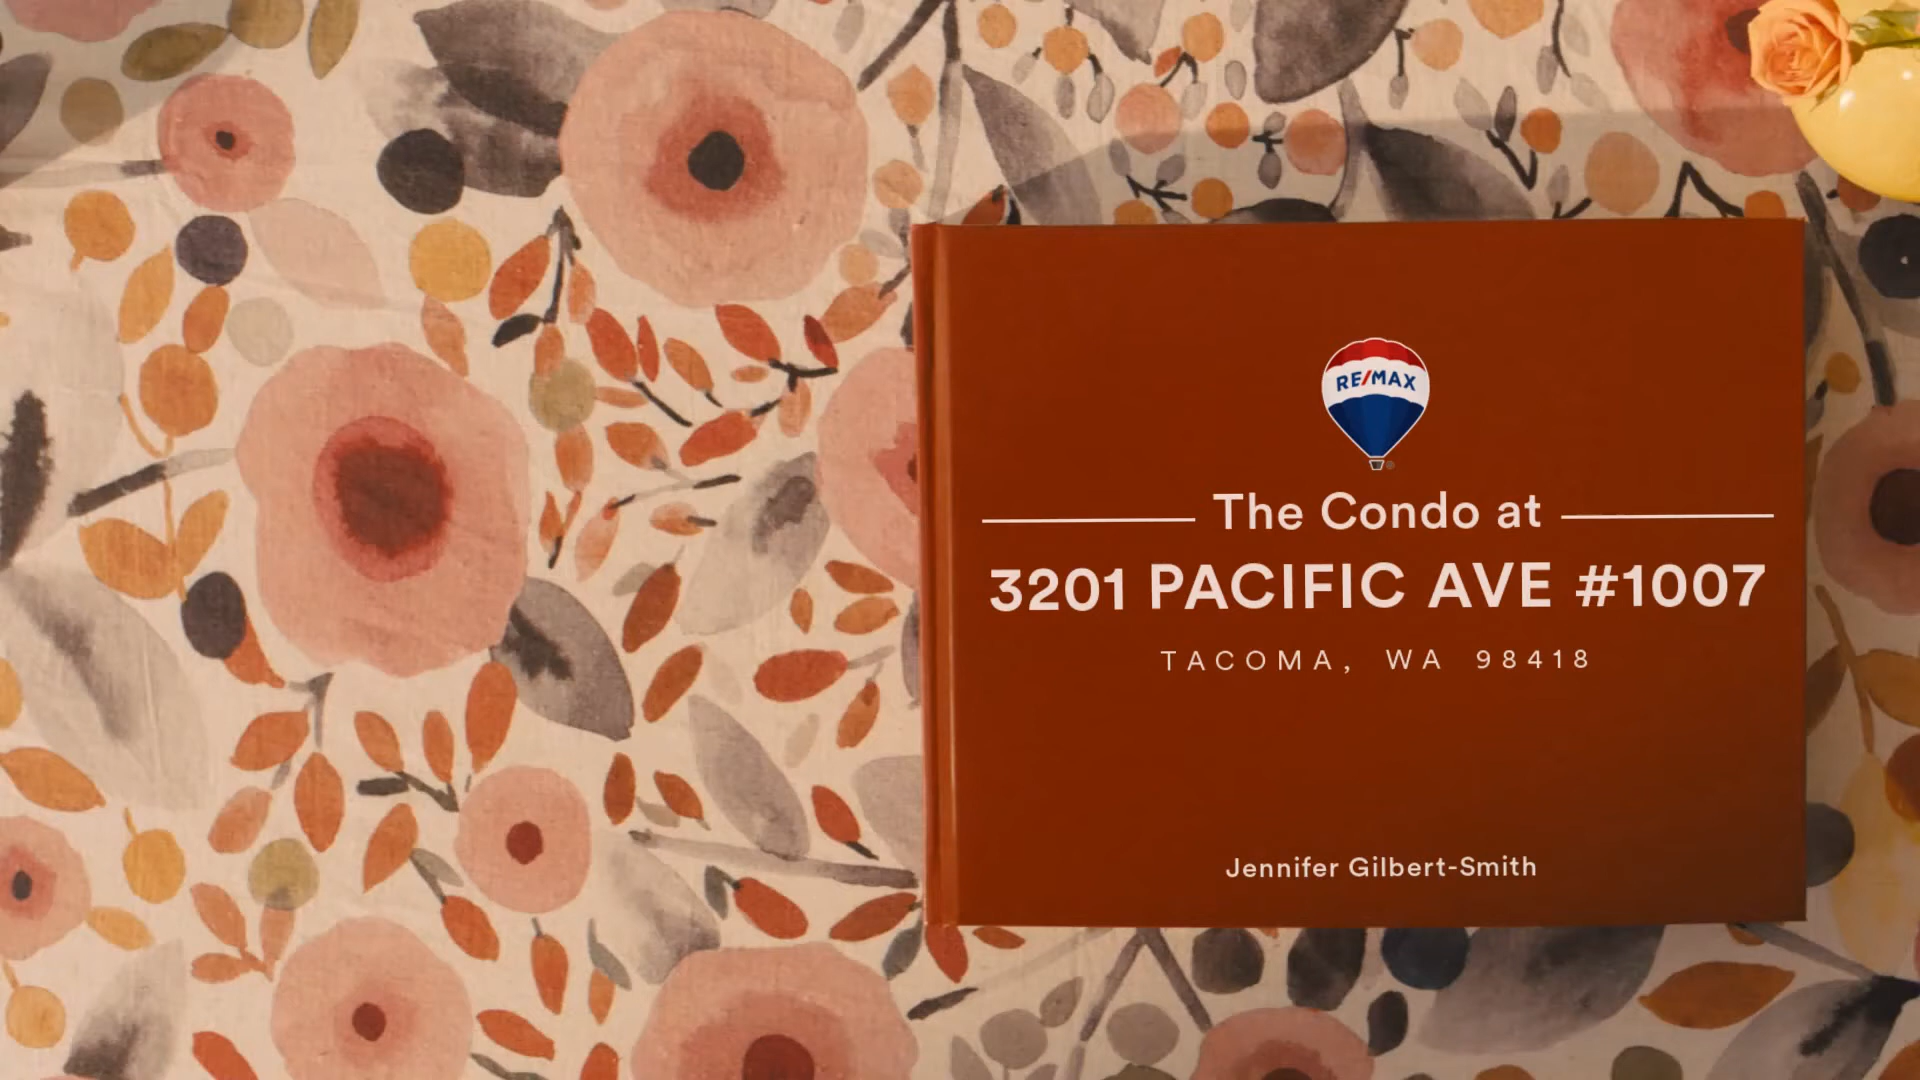 RE/MAX
The Condo at
3201 PACIFIC AVE #1007
TACOMA, WA 98418
Jennifer Gilbert-Smith